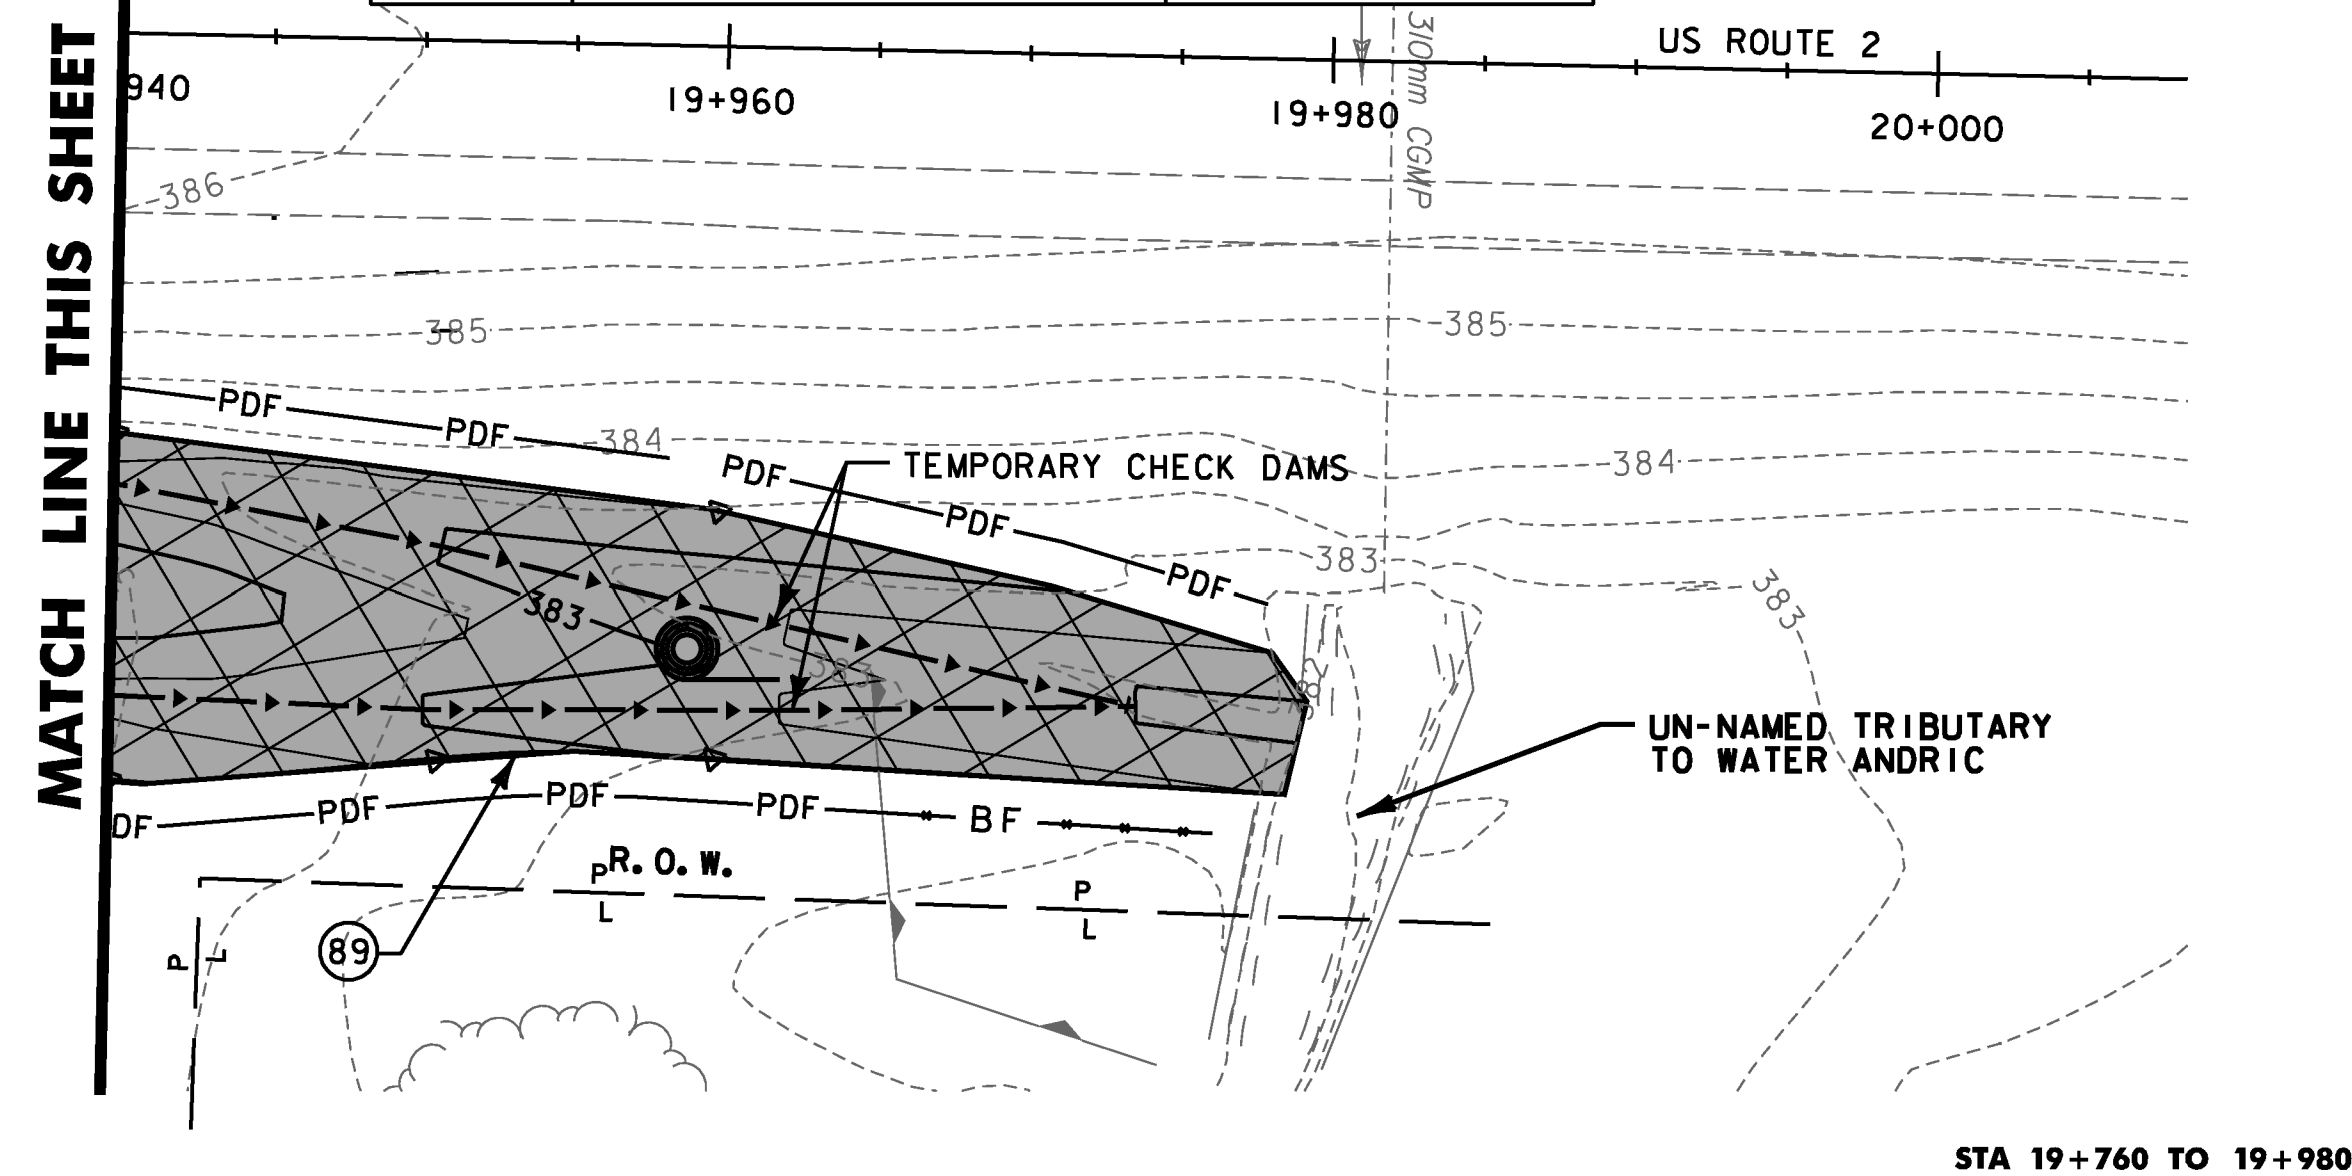 MATCH LINE THIS SHEET
US ROUTE 2
940
19+960
19+980
20+000
310mm CGMP
386
385
385
PDF
PDF
384
384
PDF
PDF
PDF
TEMPORARY CHECK DAMS
383
383
383
383
382
UN-NAMED TRIBUTARY
TO WATER ANDRIC
DF
PDF
PDF
PDF
BF
R.O.W.
P
L
P
L
P
L
89
STA 19+760 TO 19+980